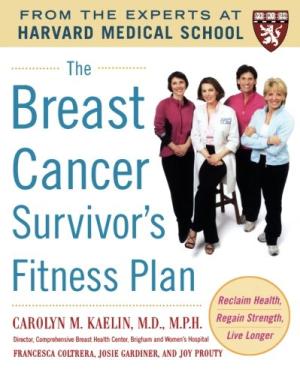 FROM THE EXPERTS AT
HARVARD MEDICAL SCHOOL
The
Breast
Cancer
Survivor's
Fitness Plan
Reclaim Health,
Regain Strength,
Live Longer
CAROLYN M. KAELIN, M.D., M.P.H.
Director, Comprehensive Breast Health Center, Brigham and Women's Hospital
FRANCESCA COLTRERA, JOSIE GARDINER, AND JOY PROUTY